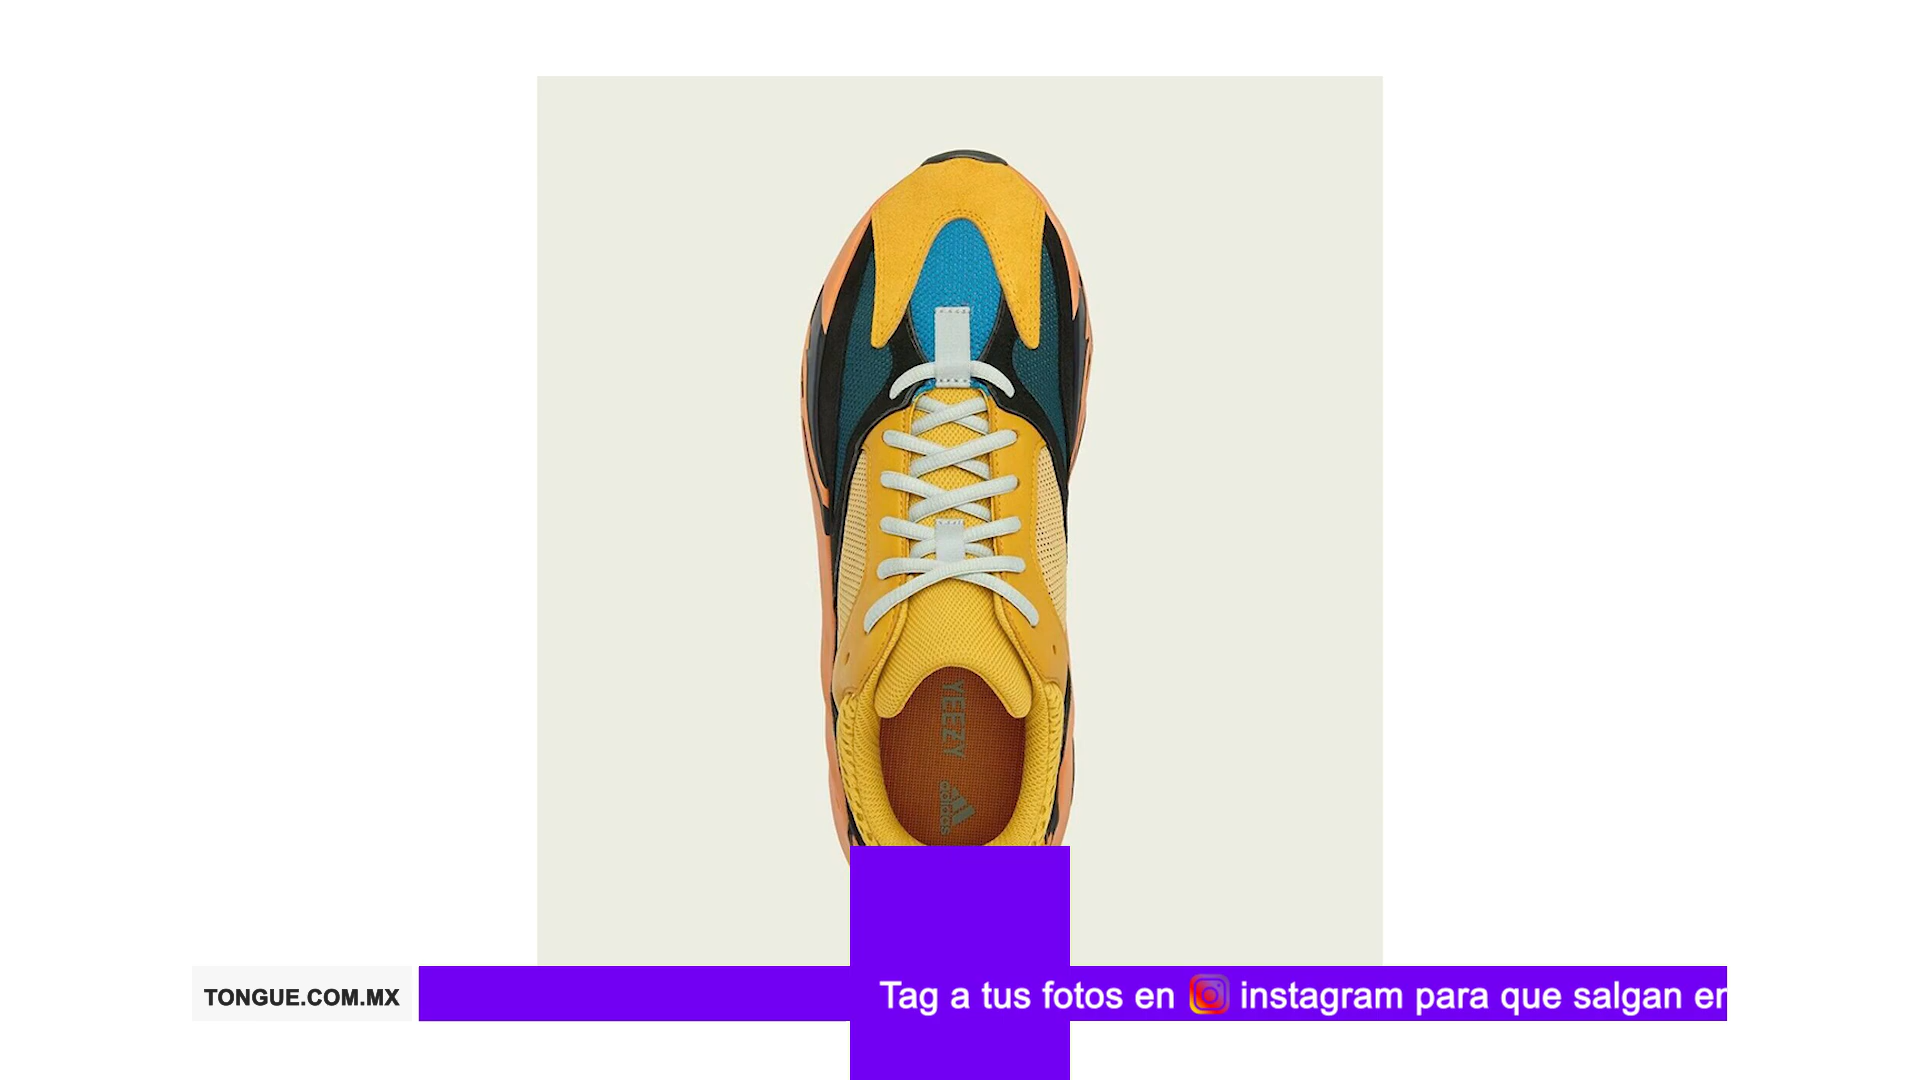 YEEZY
adidas
TONGUE.COM.MX
Tag a tus fotos en instagram para que salgan en